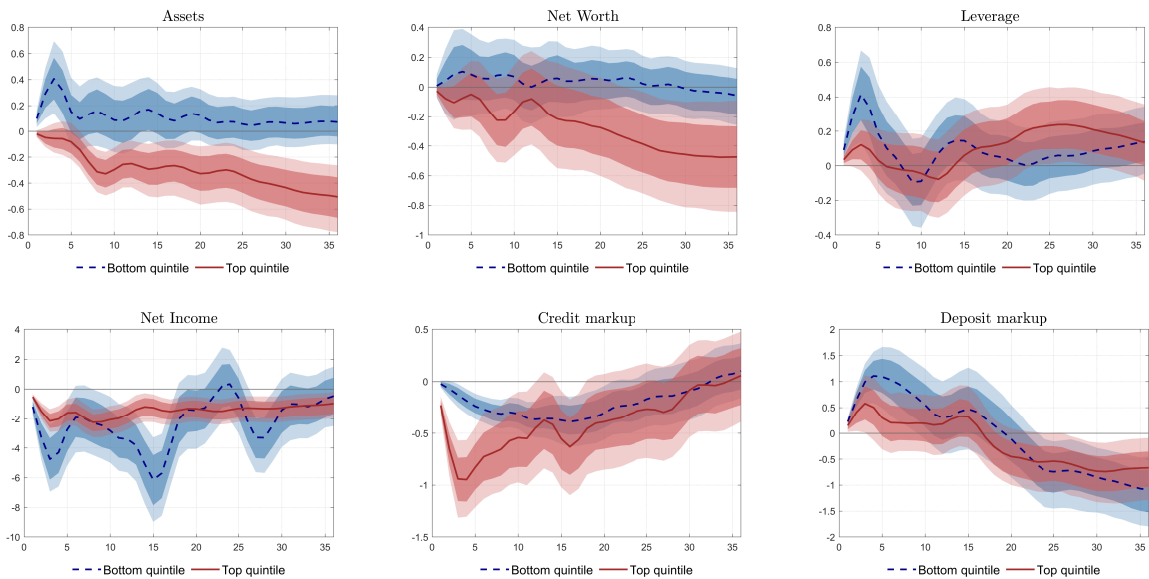 Assets
0.8
0.6
0.4
0.2
0
-0.2
-0.4
-0.6
-0.8
0 5 10 15 20 25 30 35
Bottom quintile Top quintile
Net Worth
0.4
0.2
0
-0.2
-0.4
-0.6
-0.8
-1
0 5 10 15 20 25 30 35
Bottom quintile Top quintile
Leverage
0.8
0.6
0.4
0.2
0
-0.2
-0.4
0 5 10 15 20 25 30 35
Bottom quintile Top quintile
Net Income
4
2
0
-2
-4
-6
-8
-10
0 5 10 15 20 25 30 35
Bottom quintile Top quintile
Credit markup
0.5
0
-0.5
-1
-1.5
0 5 10 15 20 25 30 35
Bottom quintile Top quintile
Deposit markup
2
1.5
1
0.5
0
-0.5
-1
-1.5
-2
0 5 10 15 20 25 30 35
Bottom quintile Top quintile